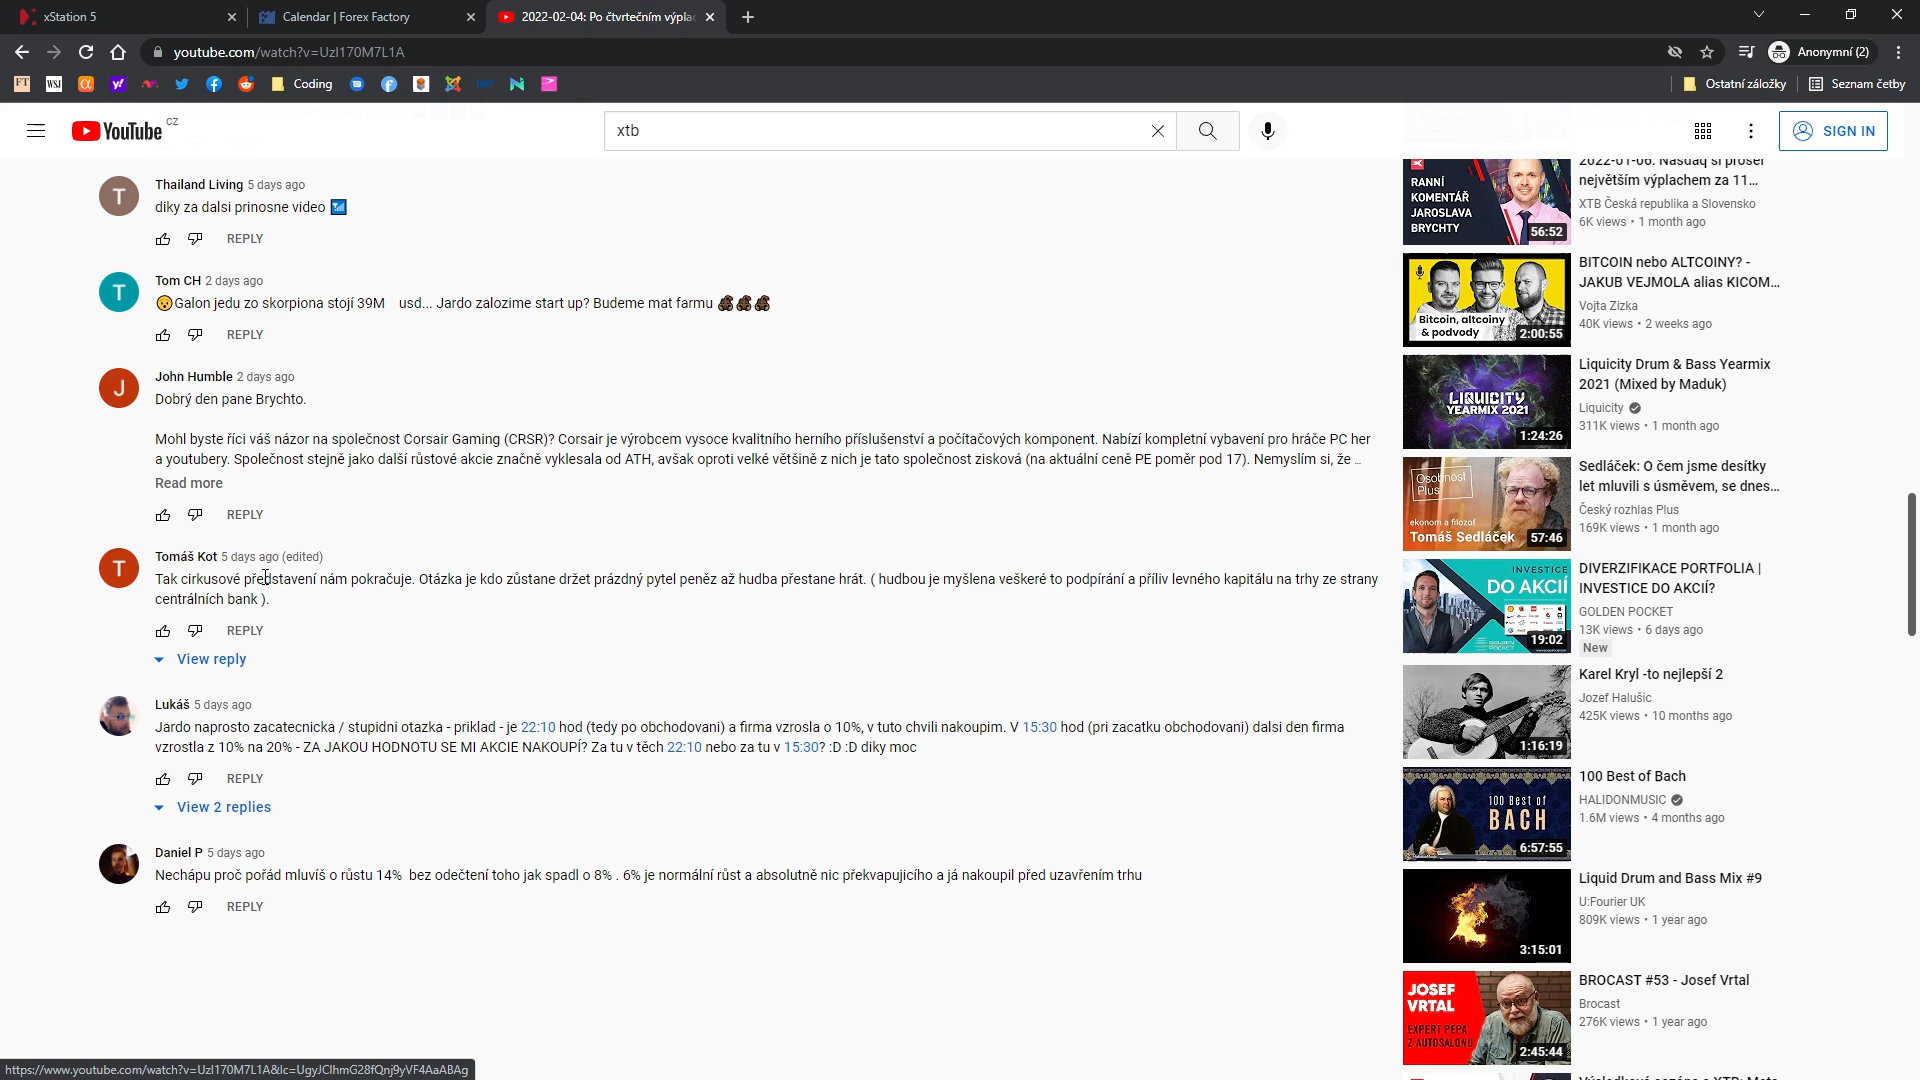 xStation 5
Calendar | Forex Factory
2022-02-04: Po čtvrtečním výpla
youtube.com/watch?v=UzI170M7L1A
Anonymní (2)
FT
WSJ
Coding
Ostatní záložky
Seznam četby
YouTube CZ
xtb
SIGN IN
Thailand Living 5 days ago
diky za dalsi prinosne video
REPLY
Tom CH 2 days ago
Galon jedu zo skorpiona stojí 39M usd... Jardo zalozime start up? Budeme mat farmu
REPLY
John Humble 2 days ago
Dobrý den pane Brychto.
Mohl byste říci váš názor na společnost Corsair Gaming (CRSR)? Corsair je výrobcem vysoce kvalitního herního příslušenství a počítačových komponent. Nabízí kompletní vybavení pro hráče PC her
a youtubery. Společnost stejně jako další růstové akcie značně vyklesala od ATH, avšak oproti velké většině z nich je tato společnost zisková (na aktuální ceně PE poměr pod 17). Nemyslím si, že ...
Read more
REPLY
Tomáš Kot 5 days ago (edited)
Tak cirkusové představení nám pokračuje. Otázka je kdo zůstane držet prázdný pytel peněz až hudba přestane hrát. ( hudbou je myšlena veškeré to podpírání a příliv levného kapitálu na trhy ze strany
centrálních bank ).
REPLY
View reply
Lukáš 5 days ago
Jardo naprosto zacatecnicka / stupidni otazka - priklad - je 22:10 hod (tedy po obchodovani) a firma vzrosla o 10%, v tuto chvili nakoupim. V 15:30 hod (pri zacatku obchodovani) dalsi den firma
vzrostla z 10% na 20% - ZA JAKOU HODNOTU SE MI AKCIE NAKOUPÍ? Za tu v těch 22:10 nebo za tu v 15:30? :D :D diky moc
REPLY
View 2 replies
Daniel P 5 days ago
Nechápu proč pořád mluvíš o růstu 14% bez odečtení toho jak spadl o 8% . 6% je normální růst a absolutně nic překvapujicího a já nakoupil před uzavřením trhu
REPLY
RANNÍ
KOMENTÁŘ
JAROSLAVA
BRYCHTY
56:52
2022-01-06: Nasdaq si prošel
největším výplachem za 11...
XTB Česká republika a Slovensko
6K views • 1 month ago
Bitcoin, altcoiny
& podvody
2:00:55
BITCOIN nebo ALTCOINY? -
JAKUB VEJMOLA alias KICOM...
Vojta Zizka
40K views • 2 weeks ago
LIQUICITY
YEARMIX 2021
1:24:26
Liquicity Drum & Bass Yearmix
2021 (Mixed by Maduk)
Liquicity
311K views • 1 month ago
Osobnost
Plus
ekonom a filozof
Tomáš Sedláček
57:46
Sedláček: O čem jsme desítky
let mluvili s úsměvem, se dnes...
Český rozhlas Plus
169K views • 1 month ago
INVESTICE
DO AKCIÍ
19:02
DIVERZIFIKACE PORTFOLIA |
INVESTICE DO AKCIÍ?
GOLDEN POCKET
13K views • 6 days ago
New
1:16:19
Karel Kryl -to nejlepší 2
Jozef Halušic
425K views • 10 months ago
100 Best of
BACH
6:57:55
100 Best of Bach
HALIDONMUSIC
1.6M views • 4 months ago
3:15:01
Liquid Drum and Bass Mix #9
U:Fourier UK
809K views • 1 year ago
JOSEF
VRTAL
EXPERT PEPA
Z AUTOSALONU
2:45:44
BROCAST #53 - Josef Vrtal
Brocast
276K views • 1 year ago
https://www.youtube.com/watch?v=UzI170M7L1A&lc=UgyJClhmG28fQnj9yVF4AaABAg